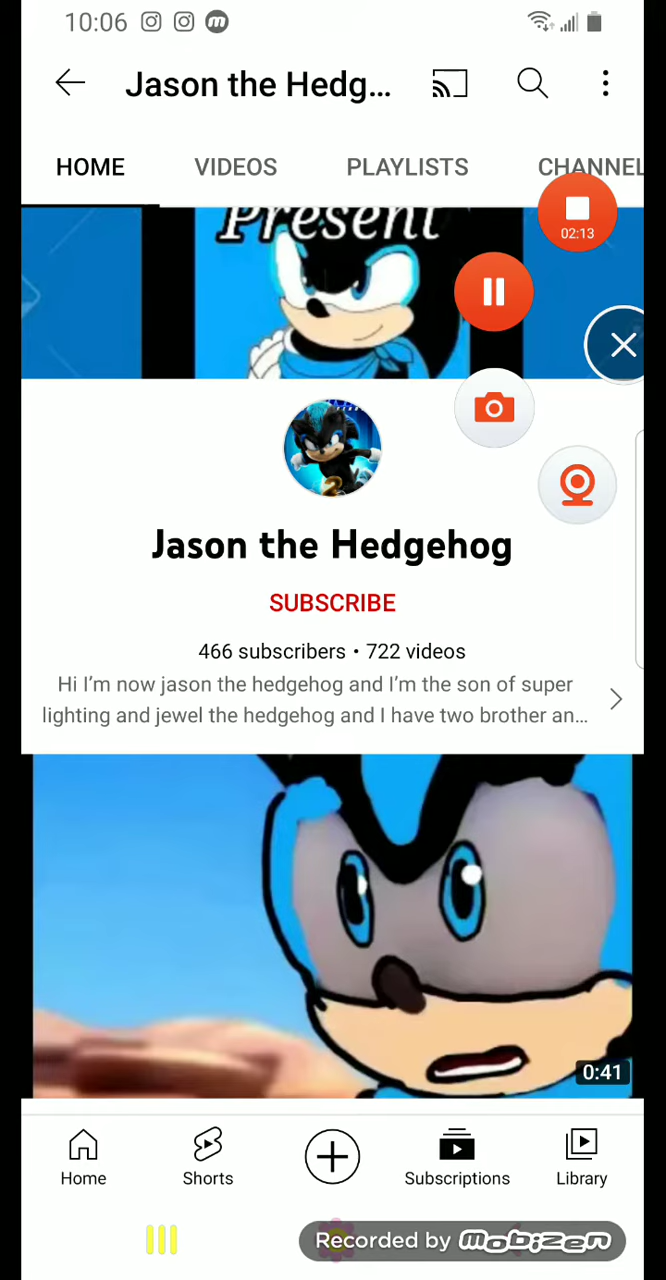 10:06
Jason the Hedg...
HOME VIDEOS PLAYLISTS CHANNEL
Present
02:13
Jason the Hedgehog
SUBSCRIBE
466 subscribers • 722 videos
Hi I'm now jason the hedgehog and I'm the son of super
lighting and jewel the hedgehog and I have two brother an...
0:41
Home Shorts Subscriptions Library
Recorded by mobizen